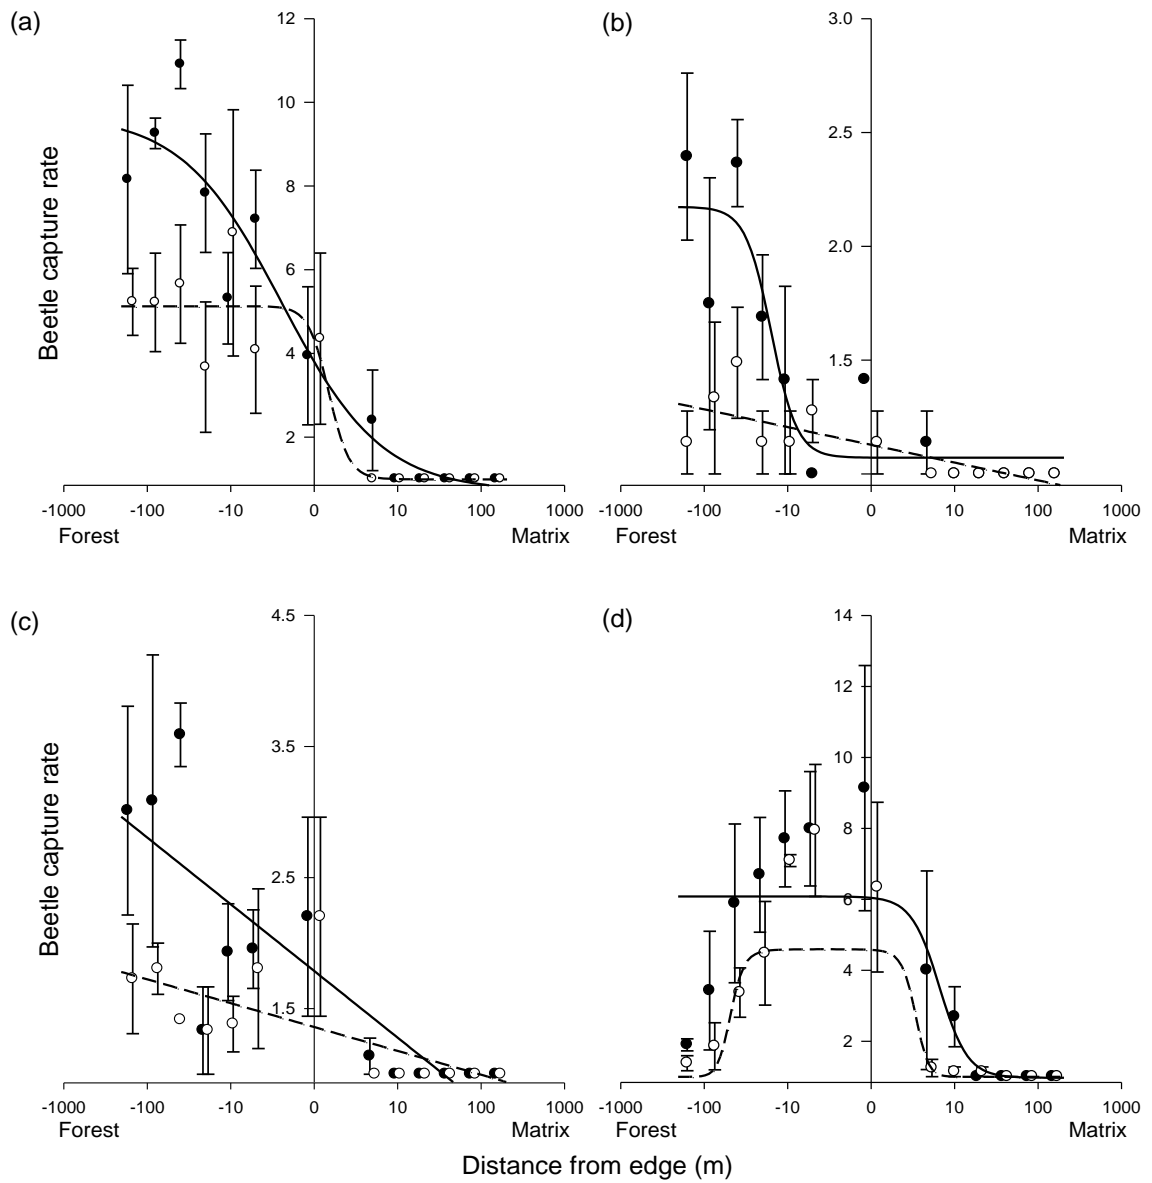 (a)
12
10
8
6
4
2
Beetle capture rate
-1000 -100 -10 0 10 100 1000
Forest Matrix
(b)
3.0
2.5
2.0
1.5
-1000 -100 -10 0 10 100 1000
Forest Matrix
(c)
4.5
3.5
2.5
1.5
Beetle capture rate
-1000 -100 -10 0 10 100 1000
Forest Matrix
(d)
14
12
10
8
6
4
2
-1000 -100 -10 0 10 100 1000
Forest Matrix
Distance from edge (m)